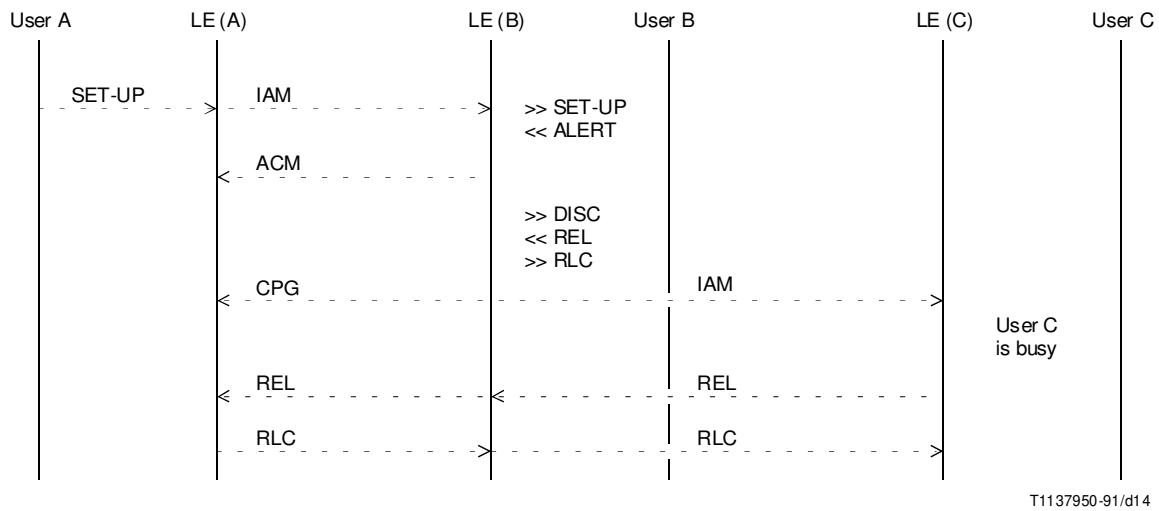 User A LE (A) LE (B) User B LE (C) User C
SET-UP IAM
>> SET-UP
<< ALERT
ACM
>> DISC
<< REL
>> RLC
CPG IAM
User C
is busy
REL REL
RLC RLC
T1137950-91/d14